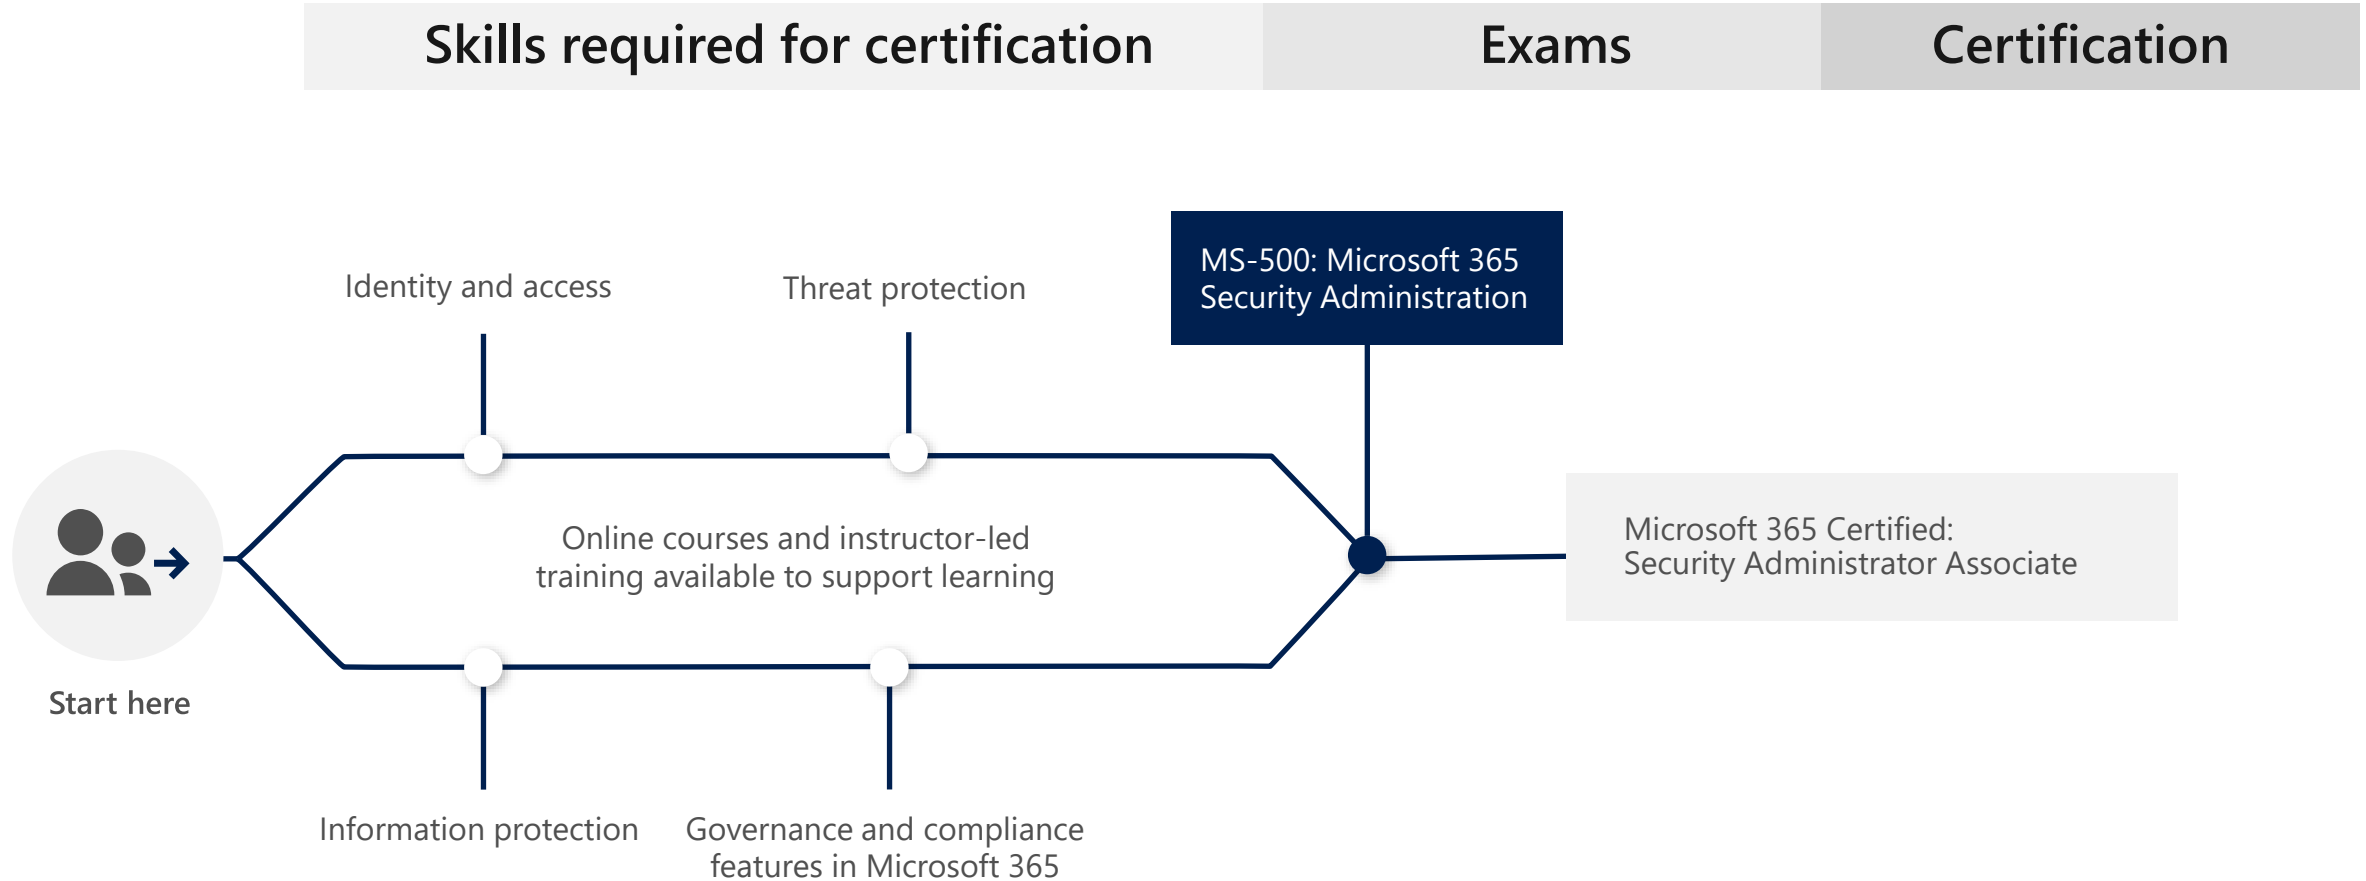 Skills required for certification
Exams
Certification
MS-500: Microsoft 365
Security Administration
Identity and access
Threat protection
Online courses and instructor-led
training available to support learning
Microsoft 365 Certified:
Security Administrator Associate
Start here
Information protection
Governance and compliance
features in Microsoft 365